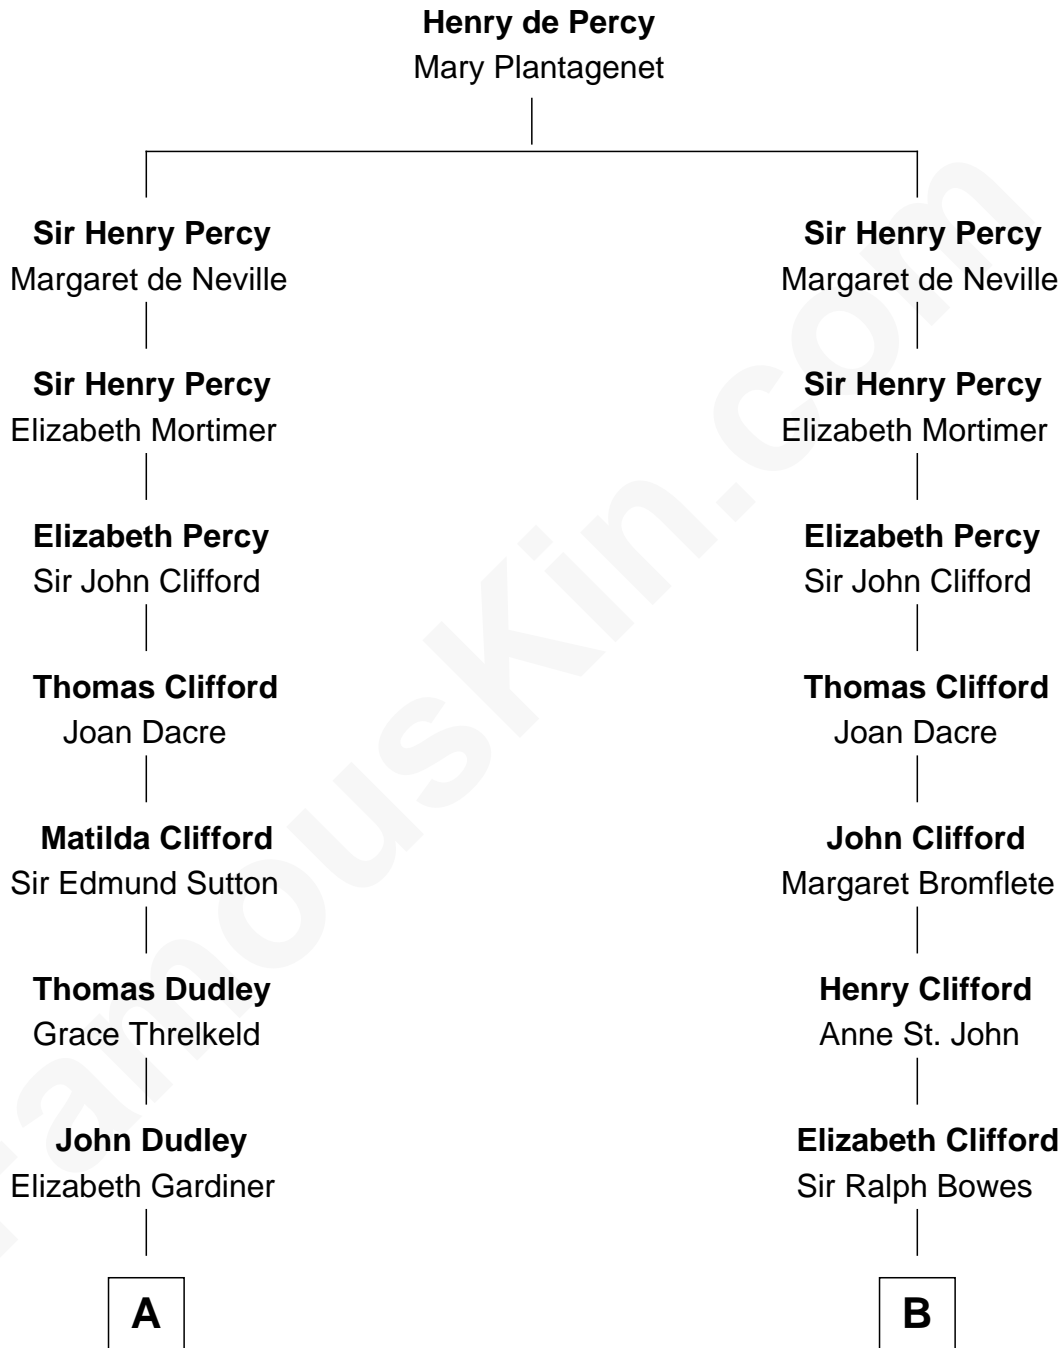 Henry de Percy
Mary Plantagenet
Sir Henry Percy
Margaret de Neville
Sir Henry Percy
Elizabeth Mortimer
Elizabeth Percy
Sir John Clifford
Thomas Clifford
Joan Dacre
Matilda Clifford
Sir Edmund Sutton
Thomas Dudley
Grace Threlkeld
John Dudley
Elizabeth Gardiner
A
Sir Henry Percy
Margaret de Neville
Sir Henry Percy
Elizabeth Mortimer
Elizabeth Percy
Sir John Clifford
Thomas Clifford
Joan Dacre
John Clifford
Margaret Bromflete
Henry Clifford
Anne St. John
Elizabeth Clifford
Sir Ralph Bowes
B
FamousKin.com